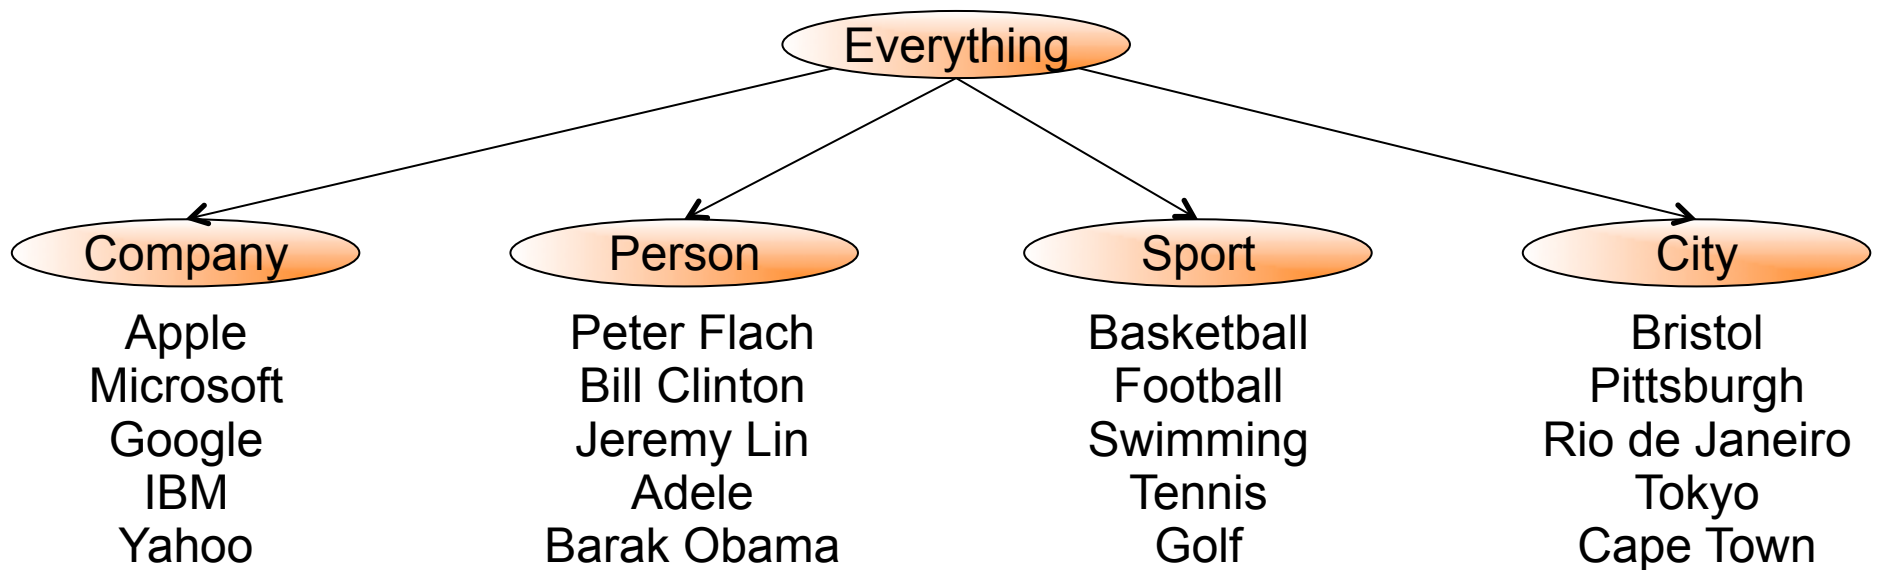 Everything
Company
Person
Sport
City
Apple
Microsoft
Google
IBM
Yahoo
Peter Flach
Bill Clinton
Jeremy Lin
Adele
Barak Obama
Basketball
Football
Swimming
Tennis
Golf
Bristol
Pittsburgh
Rio de Janeiro
Tokyo
Cape Town